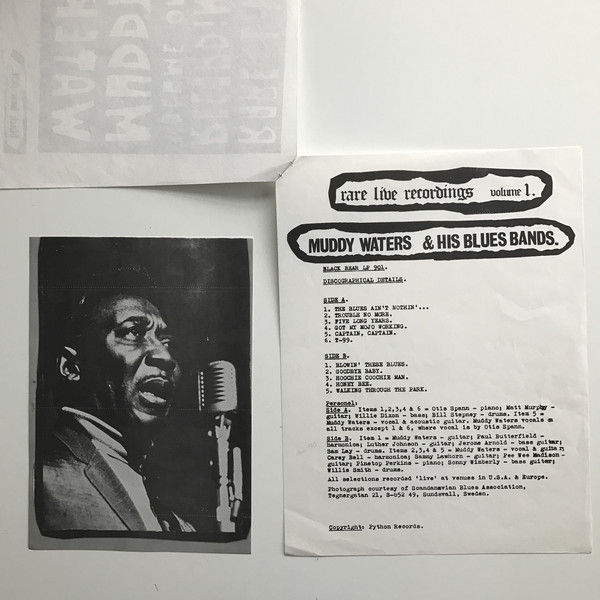 rare live recordings volume 1.
MUDDY WATERS & HIS BLUES BANDS.
BLACK BEAR LP 901.
DISCOGRAPHICAL DETAILS.
SIDE A.
1. THE BLUES AIN'T NOTHIN'...
2. TROUBLE NO MORE.
3. FIVE LONG YEARS.
4. GOT MY MOJO WORKING.
5. CAPTAIN, CAPTAIN.
6. T-99.
SIDE B.
1. BLOWIN' THESE BLUES.
2. GOODBYE BABY.
3. HOOCHIE COOCHIE MAN.
4. HONEY BEE.
5. WALKING THROUGH THE PARK.
Personel:
Side A. Items 1,2,3,4 & 6 = Otis Spann - piano; Matt Murphy -
guitar; Willie Dixon - bass; Bill Stepney - drums. Item 5 =
Muddy Waters - vocal & acoustic guitar. Muddy Waters vocals on
all tracks except 1 & 6, where vocal is by Otis Spann.
Side B. Item 1 = Muddy Waters - guitar; Paul Butterfield -
harmonica; Luther Johnson - guitar; Jerome Arnold - bass guitar;
Sam Lay - drums. Items 2,3,4 & 5 = Muddy Waters - vocal & guitar;
Carey Bell - harmonica; Sammy Lawhorn - guitar; Pee Wee Madison -
guitar; Pinetop Perkins - piano; Sonny Wimberly - bass guitar;
Willie Smith - drums.
All selections recorded 'live' at venues in U.S.A. & Europe.
Photograph courtesy of Scandanavian Blues Association,
Tegnergatan 21, S-852 49, Sundsvall, Sweden.
Copyright: Python Records.